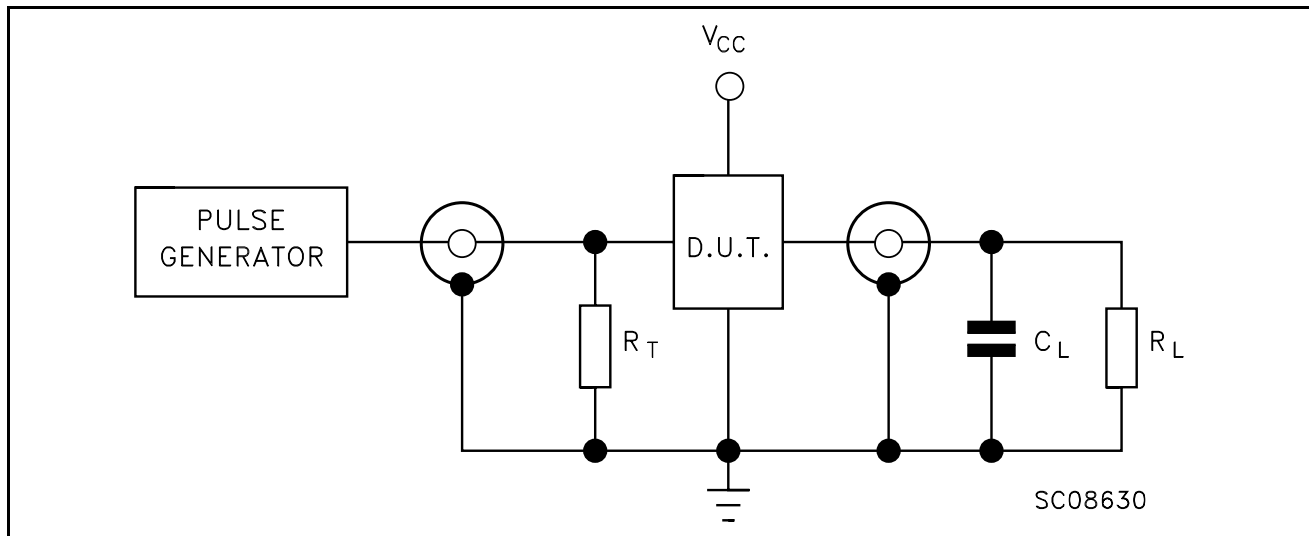 VCC
PULSE
GENERATOR
D.U.T.
RT
CL
RL
SC08630